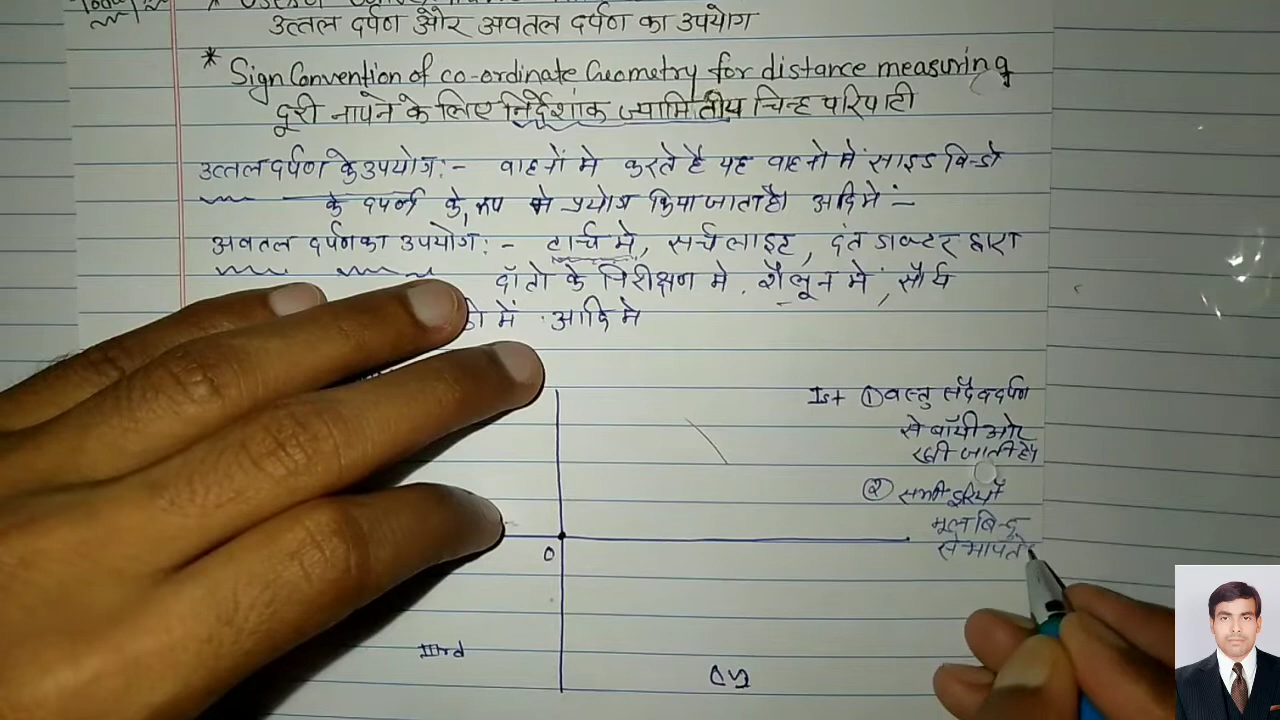 उत्तल दर्पण और अवतल दर्पण का उपयोग
* Sign Convention of co-ordinate Geometry for distance measuring
दूरी नापने के लिए निर्देशांक ज्यामितीय चिन्ह परिपाटी
उत्तल दर्पण के उपयोग :- वाहनों मे करते है यह वाहनो में साइड विन्डो
के दर्पण के रूप मे प्रयोग किया जाता है। आदि में :-
अवतल दर्पण का उपयोग :- टार्च मे, सर्च लाइट, दंत डाक्टर द्वारा
दाँतो के निरीक्षण मे, शैलून में, सौर्य
में . आदि मे
Ist ① वस्तु सदैव दर्पण
से बाँयी ओर
रखी जाती है।
② सभी दूरियाँ
मूल बिन्दु
से मापते
0
IIIrd